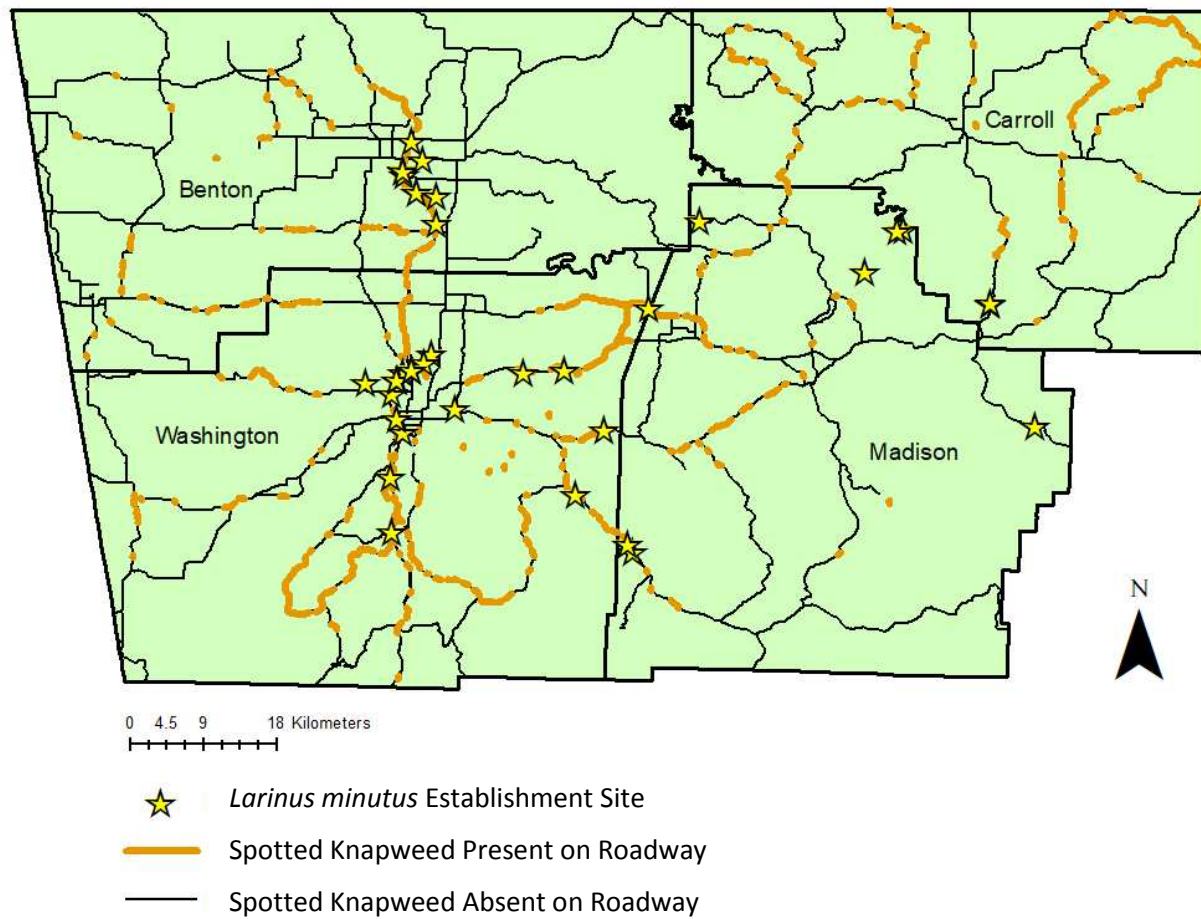 Carroll
Benton
Washington
Madison
N
0 4.5 9 18 Kilometers
Larinus minutus Establishment Site
Spotted Knapweed Present on Roadway
Spotted Knapweed Absent on Roadway